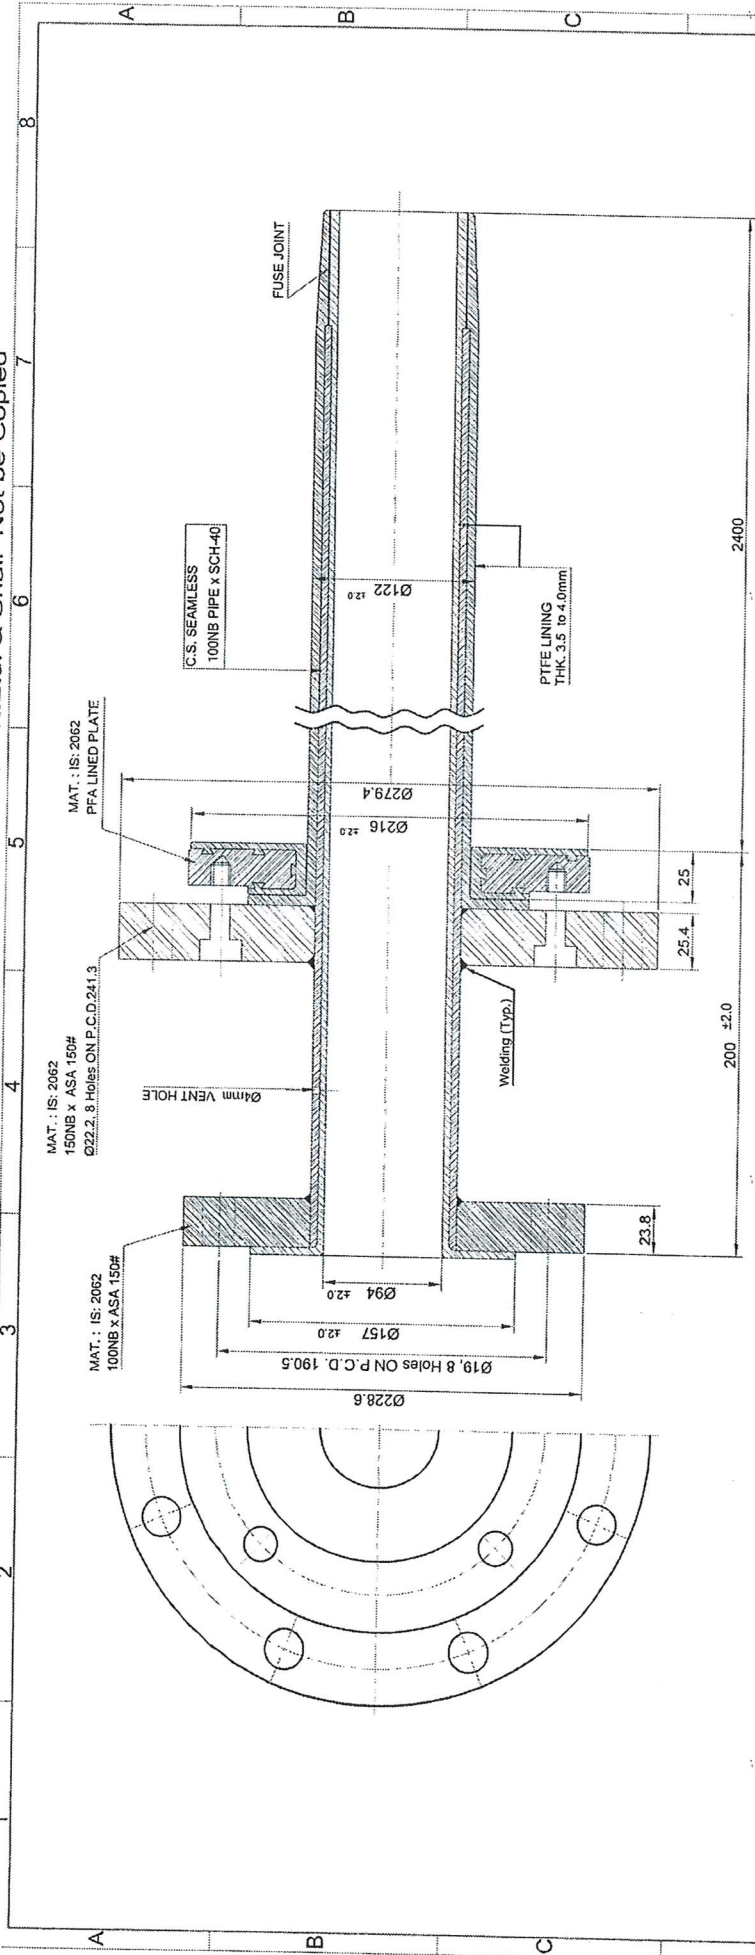 Shall Not be Copied
1
2
3
4
5
6
7
8
A
B
C
A
B
C
MAT. : IS: 2062
100NB x ASA 150#
MAT. : IS: 2062
150NB x ASA 150#
Ø22.2, 8 Holes ON P.C.D.241.3
MAT. : IS: 2062
PFA LINED PLATE
C.S. SEAMLESS
100NB PIPE x SCH-40
FUSE JOINT
Ø4mm VENT HOLE
Ø228.6
Ø19, 8 Holes ON P.C.D. 190.5
Ø157 ±2.0
Ø94 ±2.0
Ø216 ±2.0
Ø279.4
Ø122 ±2.0
Welding (Typ.)
PTFE LINING
THK. 3.5 to 4.0mm
23.8
25.4
25
200 ±2.0
2400